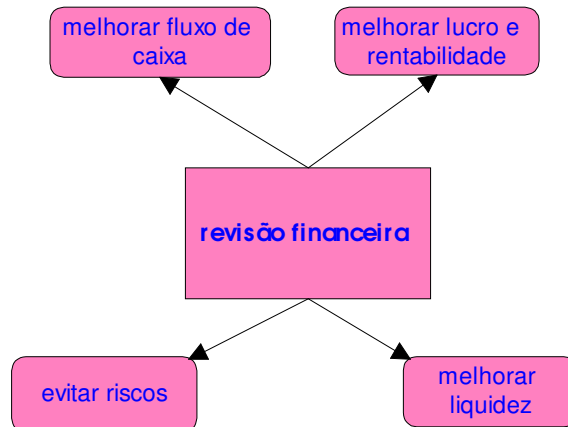 melhorar fluxo de
caixa
melhorar lucro e
rentabilidade
revisão financeira
evitar riscos
melhorar
liquidez